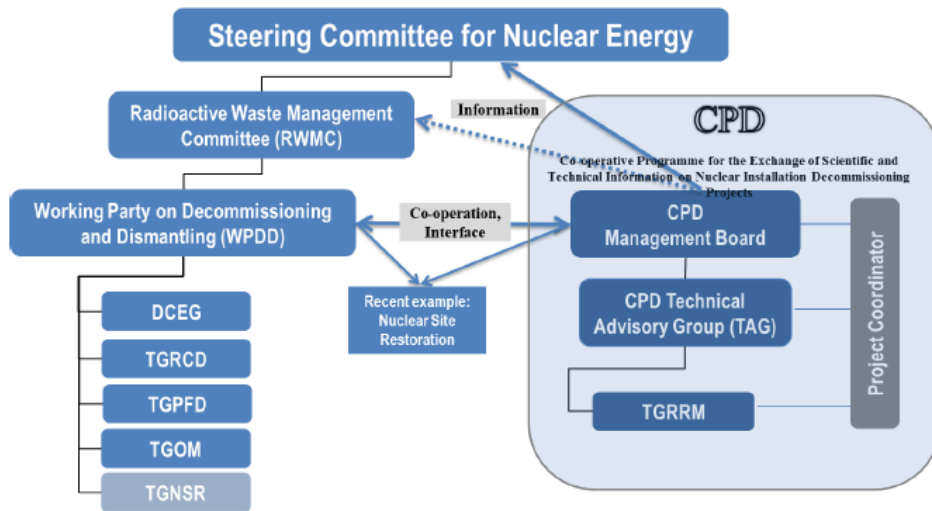 Steering Committee for Nuclear Energy
Radioactive Waste Management
Committee (RWMC)
Information
CPD
Co-operative Programme for the Exchange of Scientific and
Technical Information on Nuclear Installation Decommissioning
Projects
Working Party on Decommissioning
and Dismantling (WPDD)
Co-operation,
Interface
CPD
Management Board
Recent example:
Nuclear Site
Restoration
CPD Technical
Advisory Group (TAG)
TGRRM
Project Coordinator
DCEG
TGRCD
TGPFD
TGOM
TGNSR